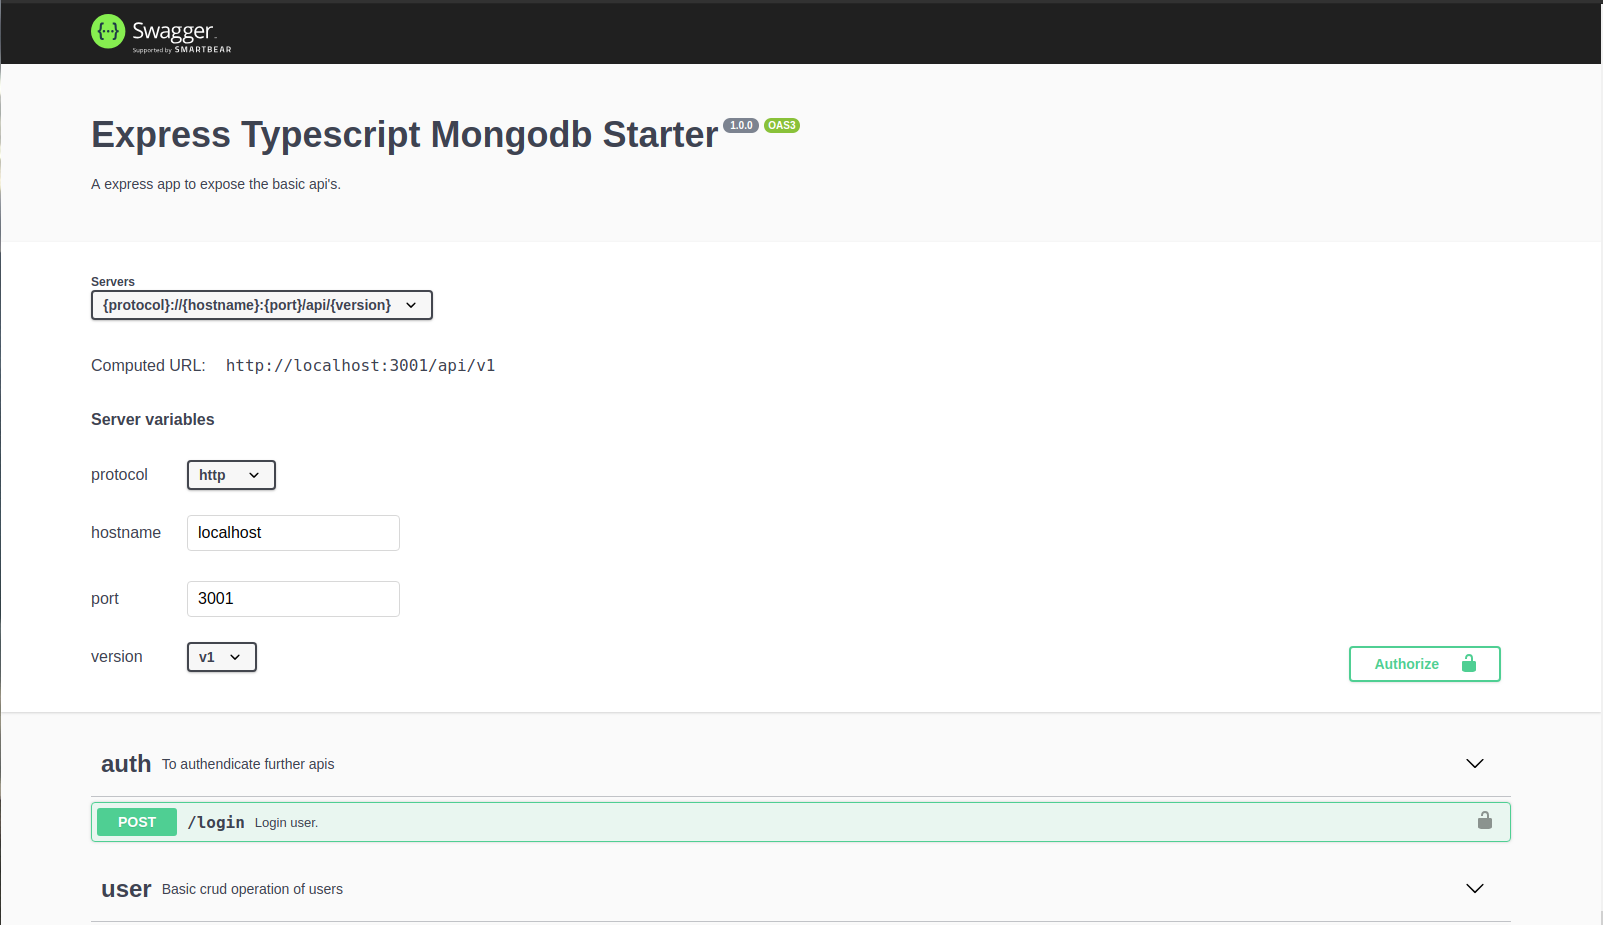 Swagger
Supported by SMARTBEAR
Express Typescript Mongodb Starter 1.0.0 OAS3
A express app to expose the basic api's.
Servers
{protocol}://{hostname}:{port}/api/{version}
Computed URL: http://localhost:3001/api/v1
Server variables
protocol http
hostname localhost
port 3001
version v1
Authorize
auth To authendicate further apis
POST /login Login user.
user Basic crud operation of users